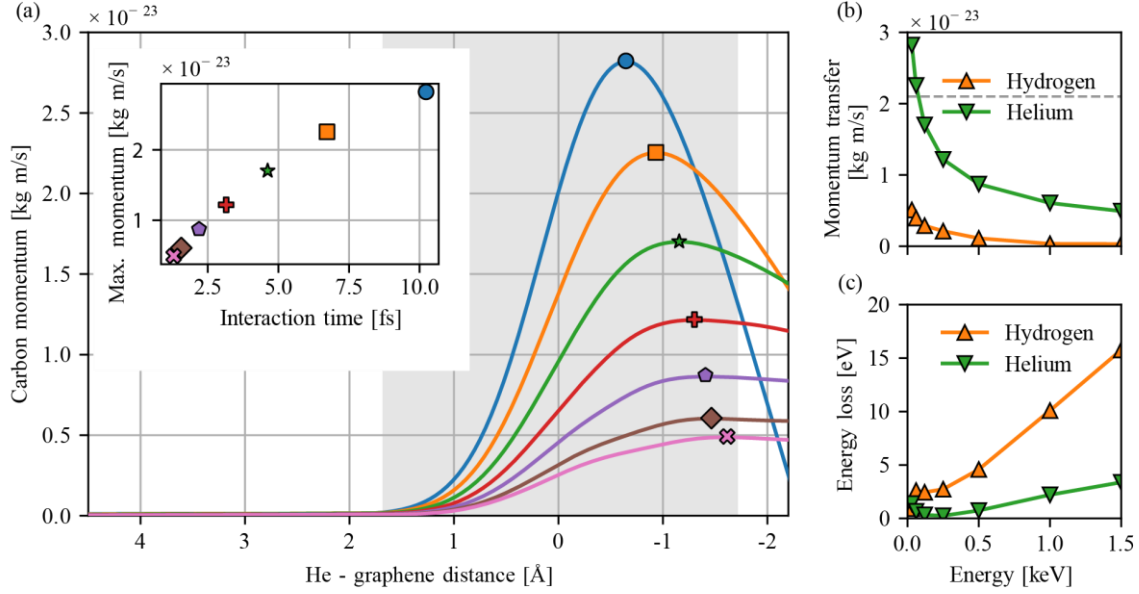 (a)
× 10⁻ ²³
3.0
2.5
2.0
1.5
1.0
0.5
0.0
Carbon momentum [kg m/s]
4
3
2
1
0
-1
-2
He - graphene distance [Å]
× 10⁻ ²³
2
1
Max. momentum [kg m/s]
2.5
5.0
7.5
10.0
Interaction time [fs]
(b)
× 10⁻ ²³
3
2
1
0
Momentum transfer
[kg m/s]
Hydrogen
Helium
(c)
20
15
10
5
0
Energy loss [eV]
Hydrogen
Helium
0.0
0.5
1.0
1.5
Energy [keV]